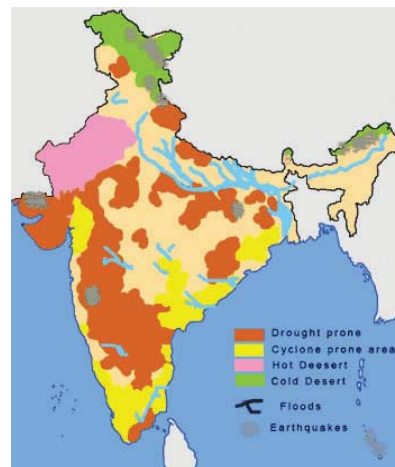 Drought prone
Cyclone prone area
Hot Deesert
Cold Desert
Floods
Earthquakes